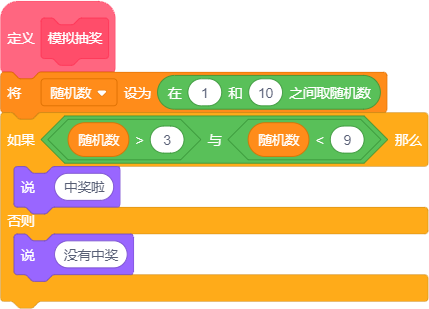 定义 模拟抽奖
将 随机数 设为 在 1 和 10 之间取随机数
如果 随机数 > 3 与 随机数 < 9 那么
说 中奖啦
否则
说 没有中奖